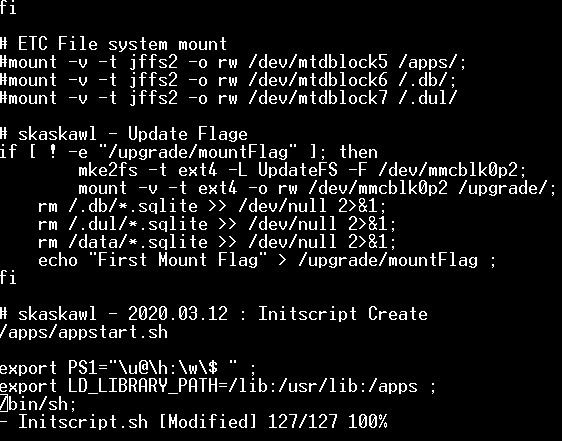 fi

# ETC File system mount
#mount -v -t jffs2 -o rw /dev/mtdblock5 /apps/;
#mount -v -t jffs2 -o rw /dev/mtdblock6 /.db/;
#mount -v -t jffs2 -o rw /dev/mtdblock7 /.dul/

# skaskawl - Update Flage
if [ ! -e "/upgrade/mountFlag" ]; then
        mke2fs -t ext4 -L UpdateFS -F /dev/mmcblk0p2;
        mount -v -t ext4 -o rw /dev/mmcblk0p2 /upgrade/;
    rm /.db/*.sqlite >> /dev/null 2>&1;
    rm /.dul/*.sqlite >> /dev/null 2>&1;
    rm /data/*.sqlite >> /dev/null 2>&1;
    echo "First Mount Flag" > /upgrade/mountFlag ;
fi

# skaskawl - 2020.03.12 : Initscript Create
/apps/appstart.sh

export PS1="\u@\h:\w\$ " ;
export LD_LIBRARY_PATH=/lib:/usr/lib:/apps ;
/bin/sh;
- Initscript.sh [Modified] 127/127 100%